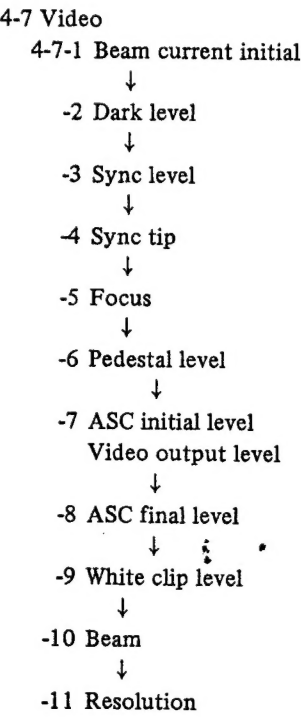 4-7 Video
4-7-1 Beam current initial
↓
-2 Dark level
↓
-3 Sync level
↓
-4 Sync tip
↓
-5 Focus
↓
-6 Pedestal level
↓
-7 ASC initial level
Video output level
↓
-8 ASC final level
↓
-9 White clip level
↓
-10 Beam
↓
-11 Resolution